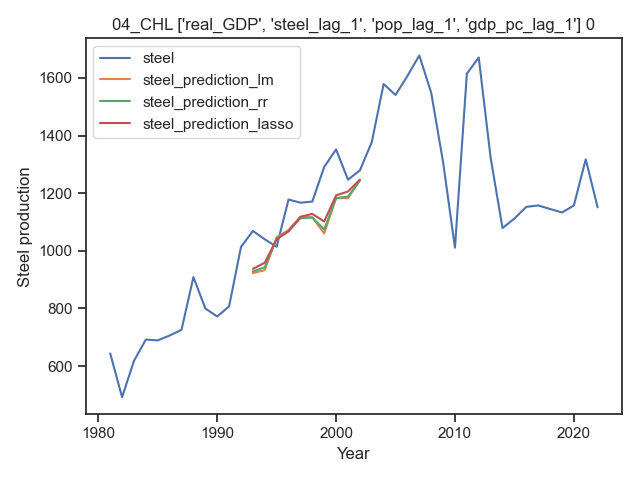 04_CHL ['real_GDP', 'steel_lag_1', 'pop_lag_1', 'gdp_pc_lag_1'] 0
steel
steel_prediction_lm
steel_prediction_rr
steel_prediction_lasso
Steel production
1600
1400
1200
1000
800
600
1980
1990
2000
2010
2020
Year